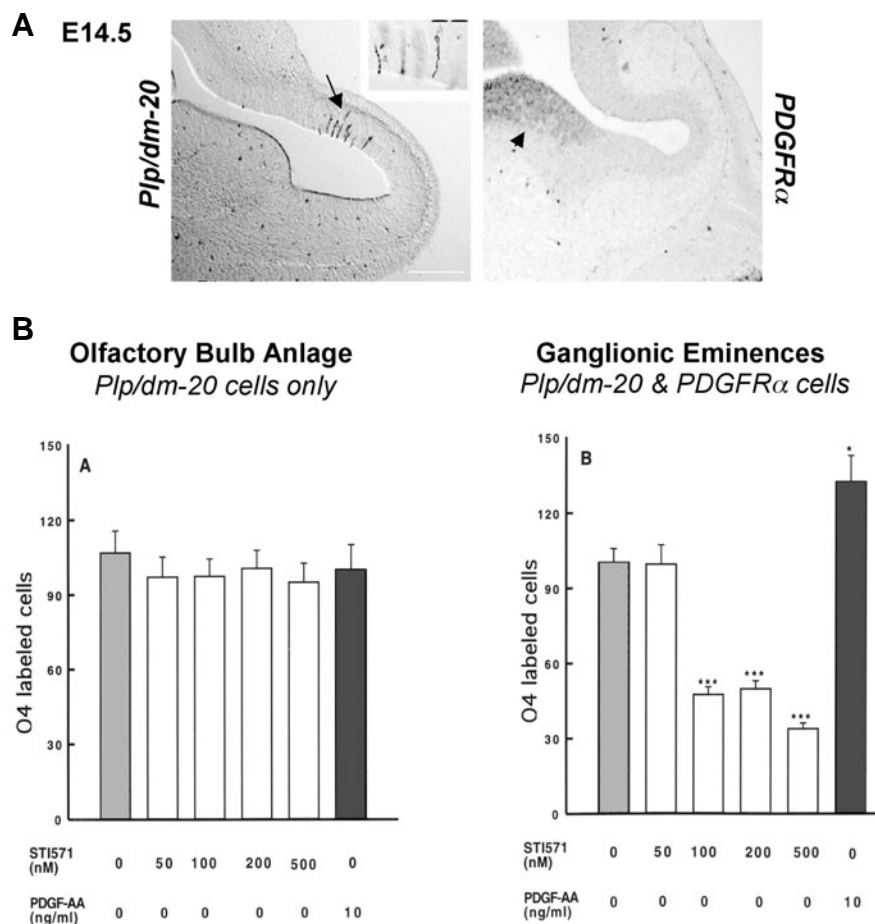 A
E14.5
Plp/dm-20
PDGFRα
B
Olfactory Bulb Anlage
Plp/dm-20 cells only
A
O4 labeled cells
150
120
90
60
30
0
STI571 (nM) 0 50 100 200 500 0
PDGF-AA (ng/ml) 0 0 0 0 0 10
Ganglionic Eminences
Plp/dm-20 & PDGFRα cells
B
O4 labeled cells
150
120
90
60
30
0
***
***
***
*
STI571 (nM) 0 50 100 200 500 0
PDGF-AA (ng/ml) 0 0 0 0 0 10